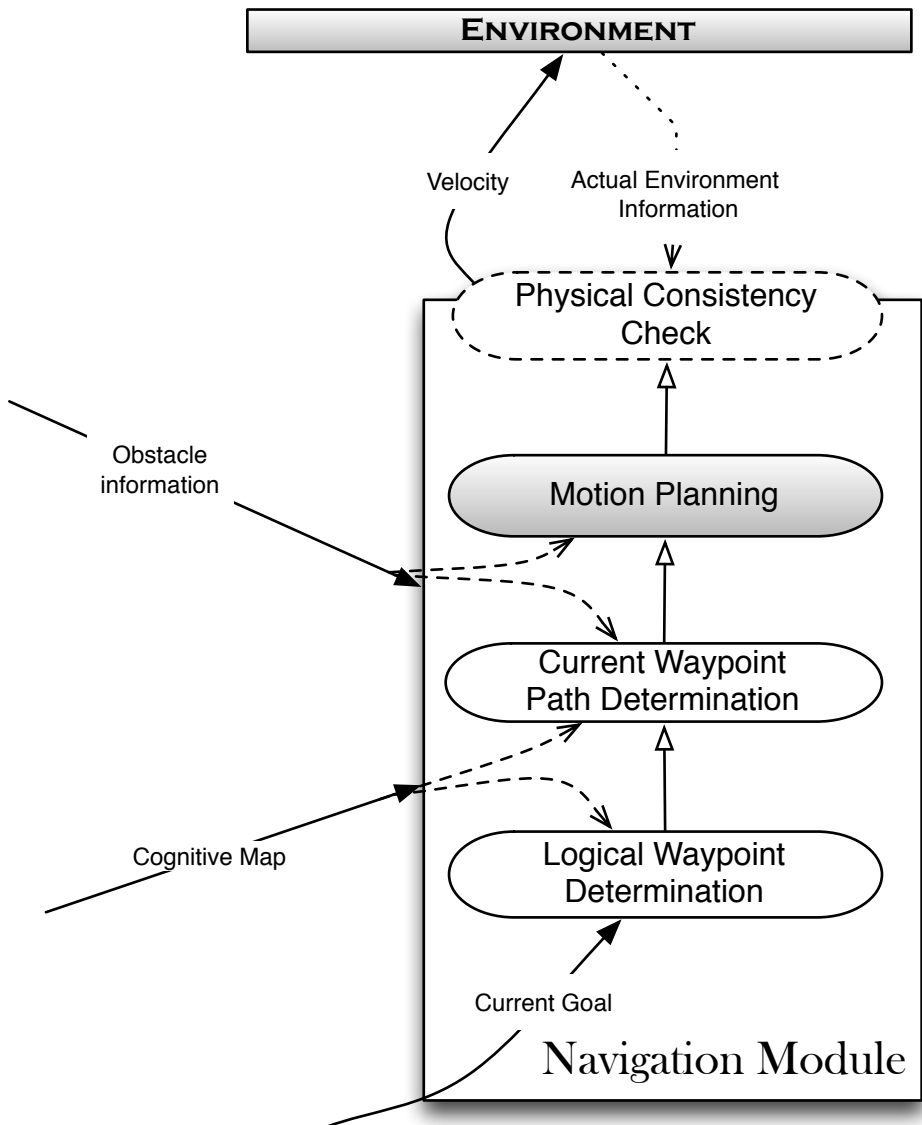 ENVIRONMENT
Velocity
Actual Environment
Information
Physical Consistency
Check
Obstacle
information
Motion Planning
Current Waypoint
Path Determination
Cognitive Map
Logical Waypoint
Determination
Current Goal
Navigation Module